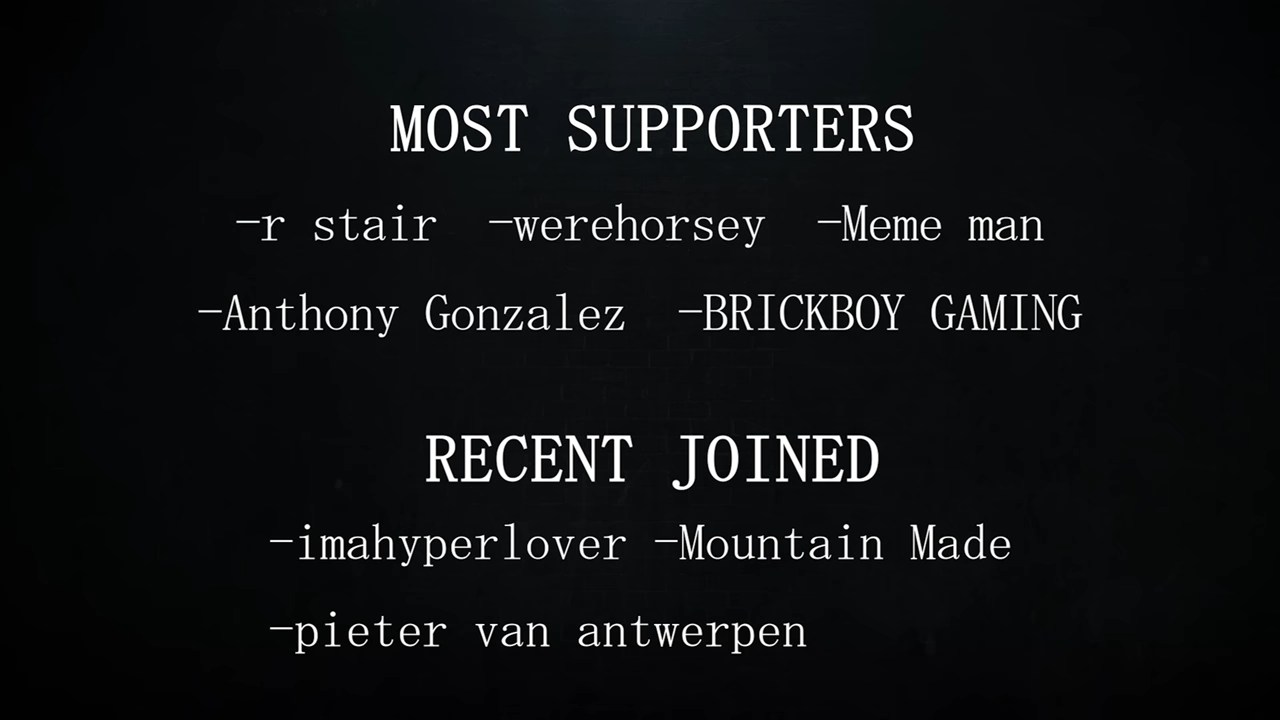 MOST SUPPORTERS
-r stair -werehorsey -Meme man
-Anthony Gonzalez -BRICKBOY GAMING
RECENT JOINED
-imahyperlover -Mountain Made
-pieter van antwerpen